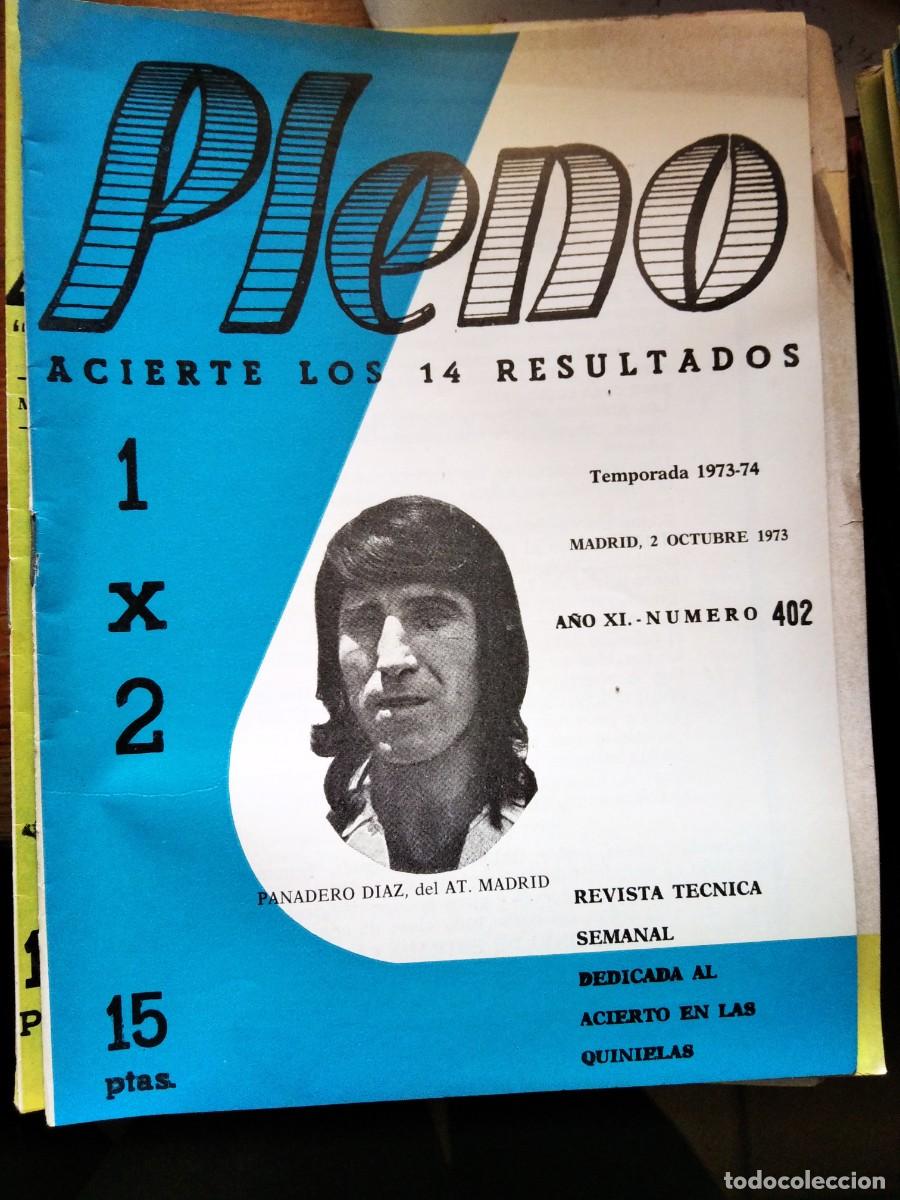 Pleno
ACIERTE LOS 14 RESULTADOS
1
x
2
Temporada 1973-74
MADRID, 2 OCTUBRE 1973
AÑO XI.-NUMERO 402
PANADERO DIAZ, del AT. MADRID
REVISTA TECNICA
SEMANAL
DEDICADA AL
ACIERTO EN LAS
QUINIELAS
15
ptas.
todocoleccion